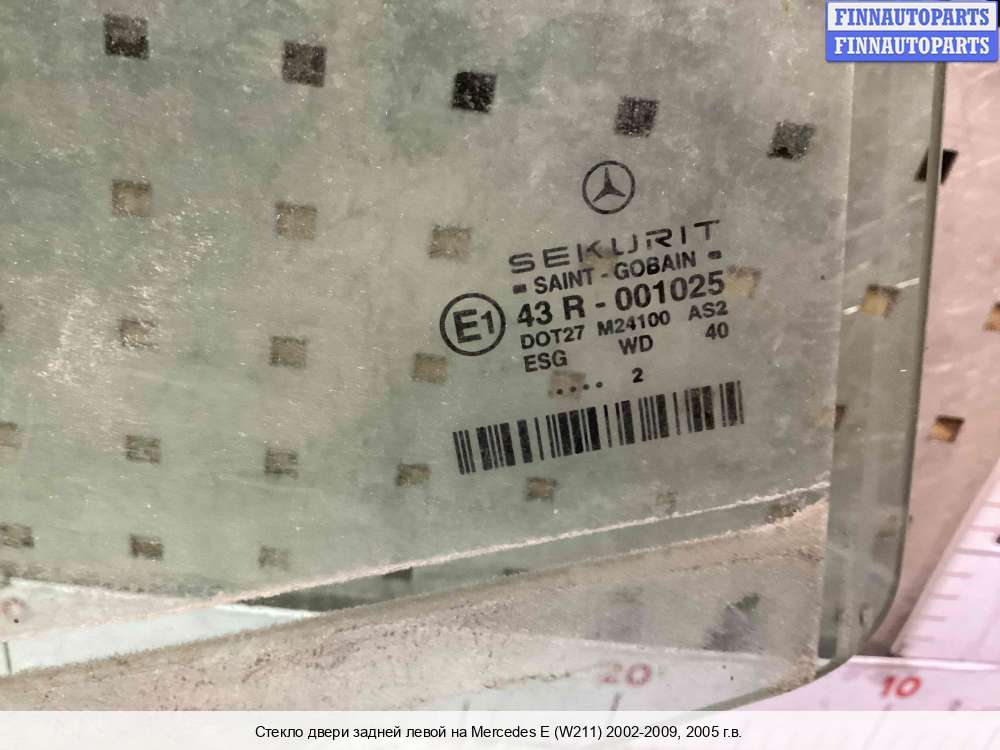 FINNAUTOPARTS
FINNAUTOPARTS
SEKURIT
SAINT - GOBAIN
E1
43 R - 001025
DOT27 M24100 AS2
ESG WD 40
.... 2
20
10
Стекло двери задней левой на Mercedes E (W211) 2002-2009, 2005 г.в.